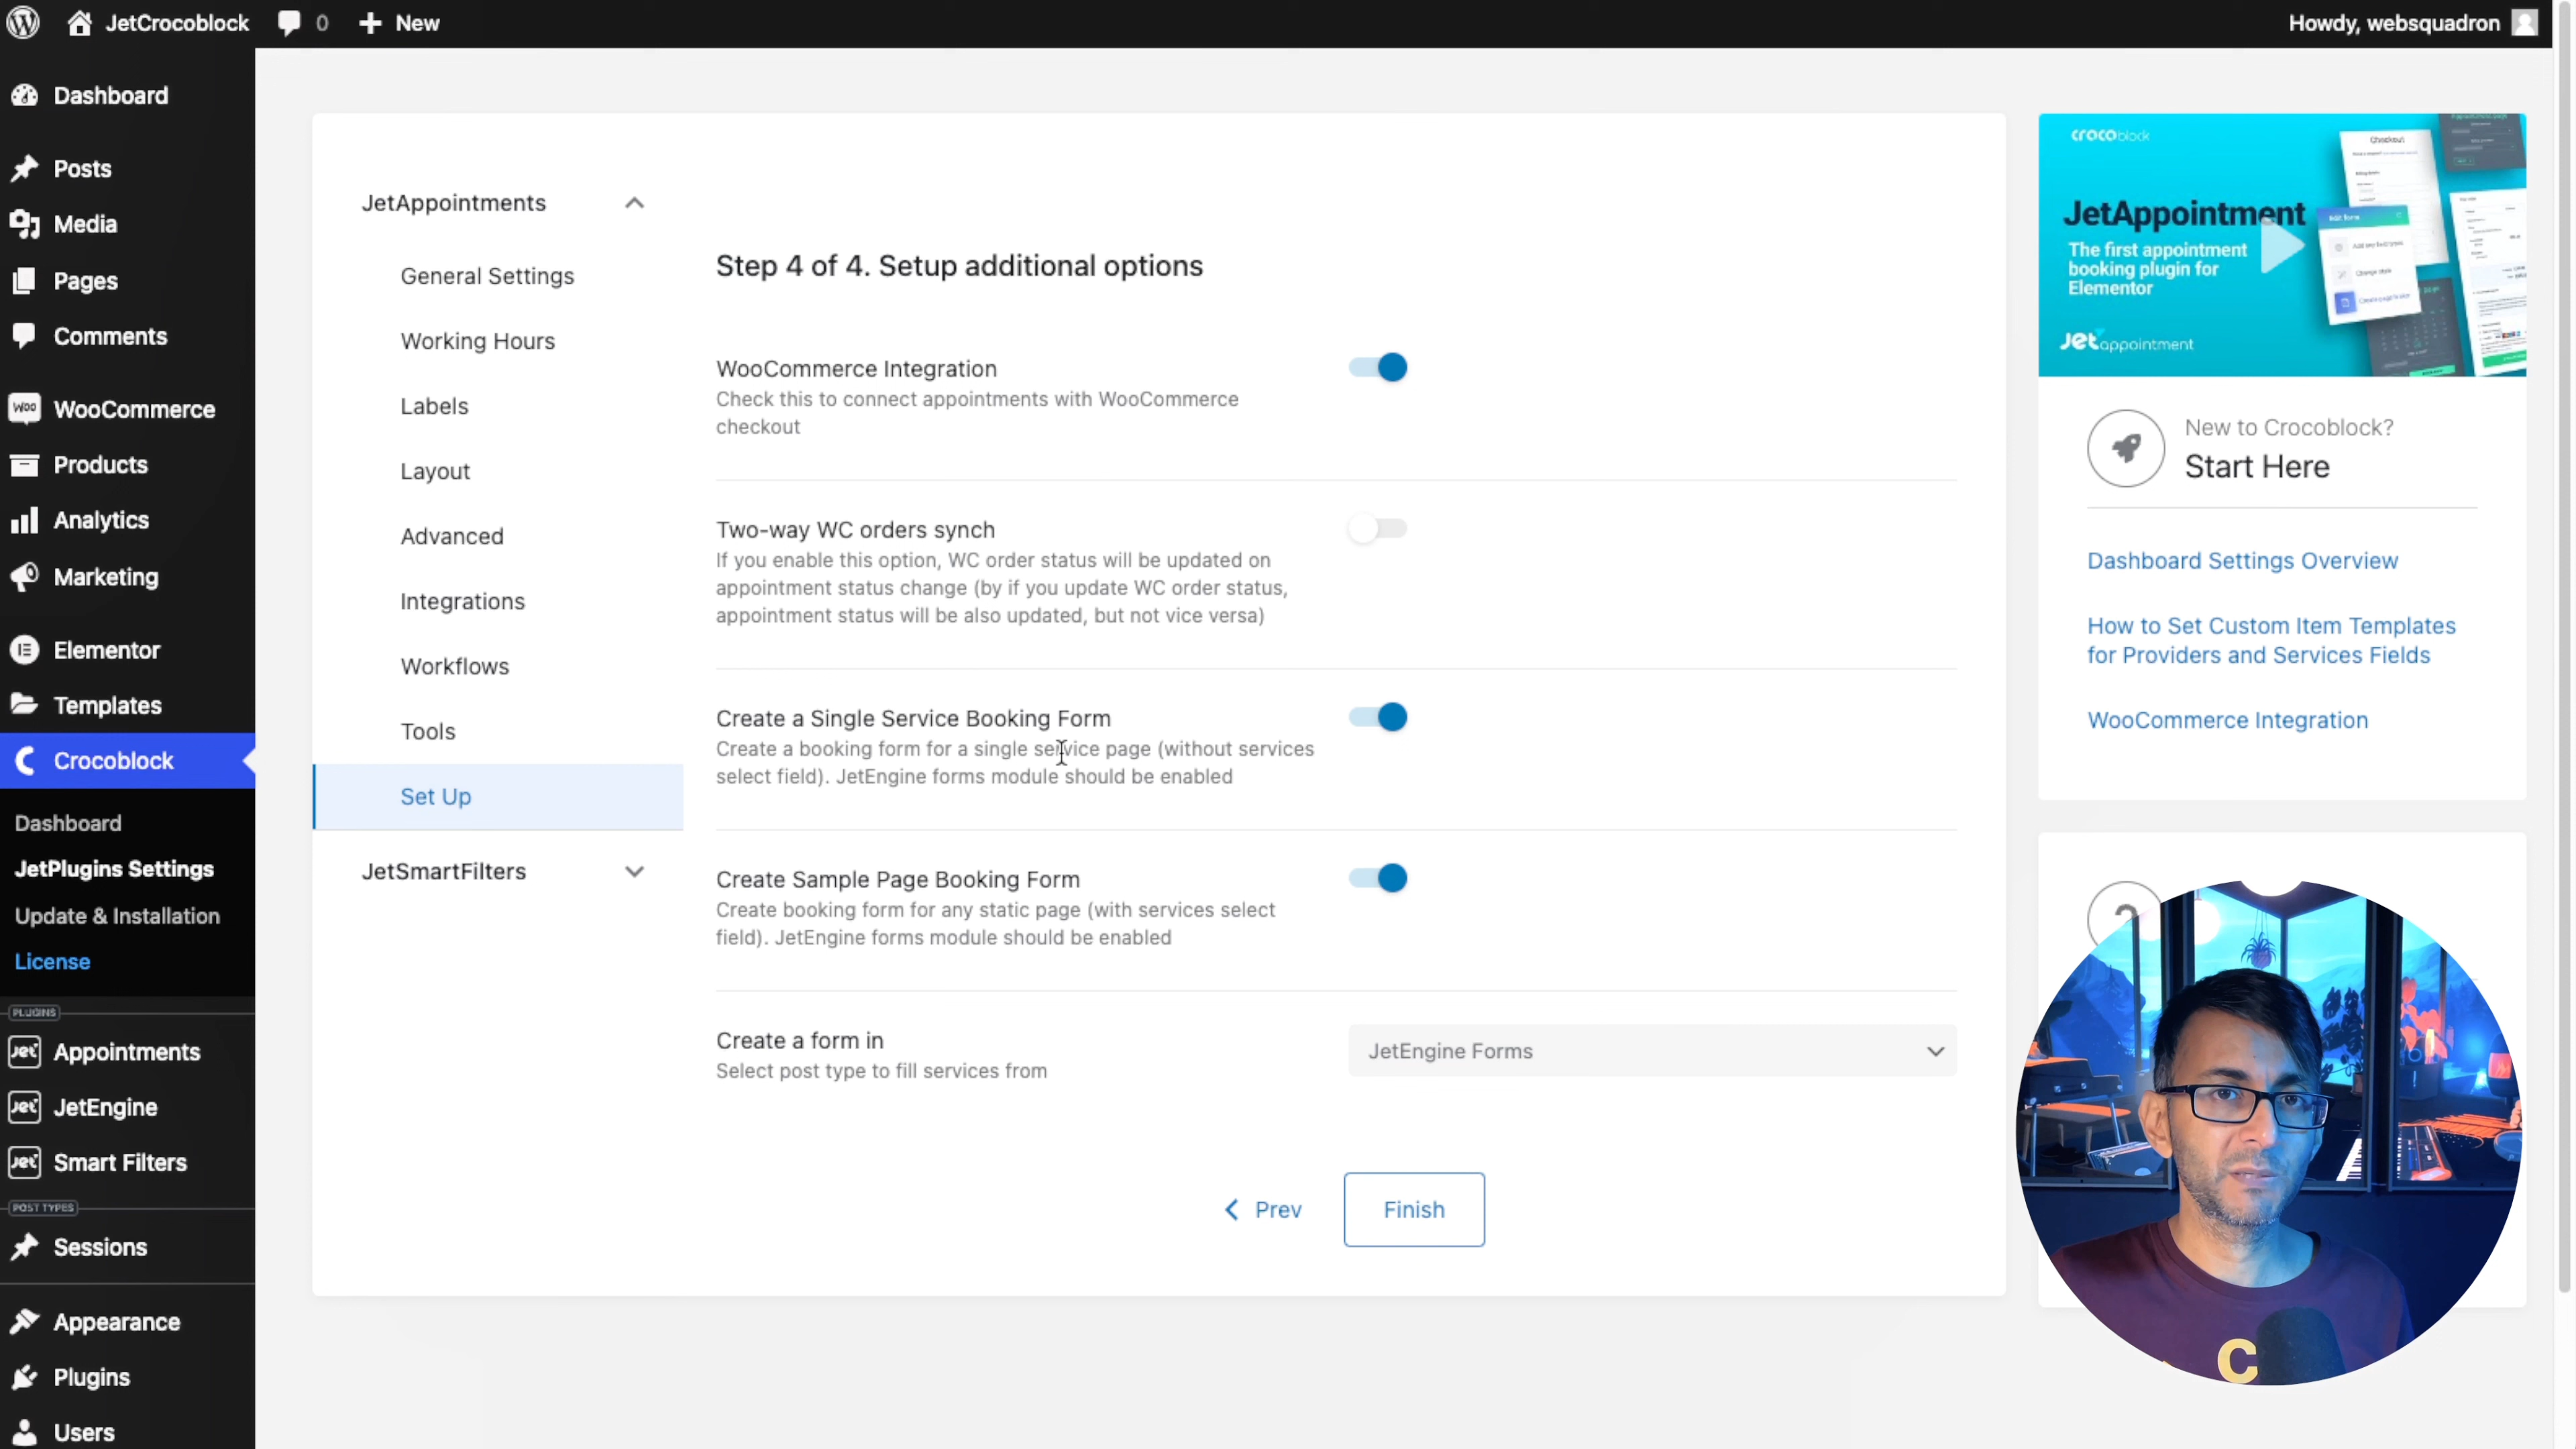 JetCrocoblock
0
New
Howdy, websquadron
Dashboard
Posts
Media
Pages
Comments
WooCommerce
Products
Analytics
Marketing
Elementor
Templates
Crocoblock
Dashboard
JetPlugins Settings
Update & Installation
License
PLUGINS
Appointments
JetEngine
Smart Filters
POST TYPES
Sessions
Appearance
Plugins
Users
JetAppointments
General Settings
Working Hours
Labels
Layout
Advanced
Integrations
Workflows
Tools
Set Up
JetSmartFilters
Step 4 of 4. Setup additional options
WooCommerce Integration
Check this to connect appointments with WooCommerce
checkout
Two-way WC orders synch
If you enable this option, WC order status will be updated on
appointment status change (by if you update WC order status,
appointment status will be also updated, but not vice versa)
Create a Single Service Booking Form
Create a booking form for a single service page (without services
select field). JetEngine forms module should be enabled
Create Sample Page Booking Form
Create booking form for any static page (with services select
field). JetEngine forms module should be enabled
Create a form in
Select post type to fill services from
JetEngine Forms
Prev
Finish
crocoblock
JetAppointment
The first appointment
booking plugin for
Elementor
Jet appointment
Checkout
New to Crocoblock?
Start Here
Dashboard Settings Overview
How to Set Custom Item Templates
for Providers and Services Fields
WooCommerce Integration
C